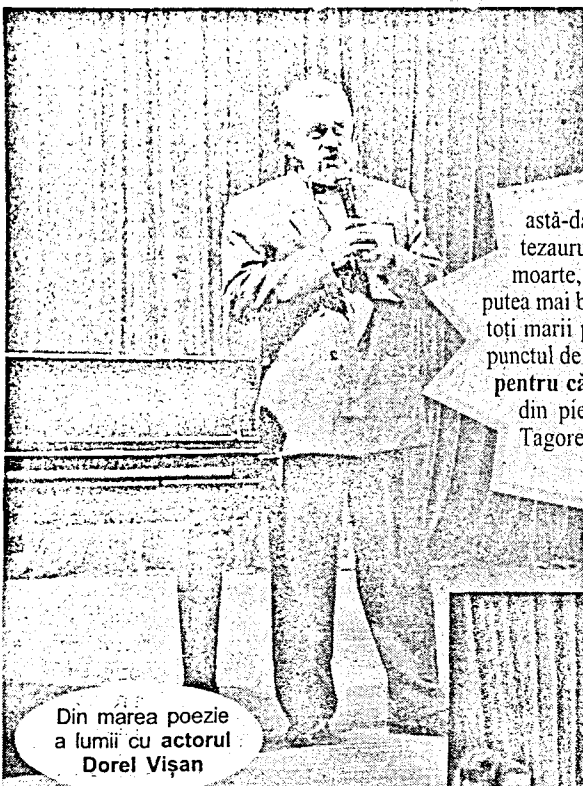 astă-d
tezauru
moarte,
putea mai b
toți marii p
punctul de
pentru că
din pie
Tagore
Din marea poezie
a lumii cu actorul
Dorel Vișan